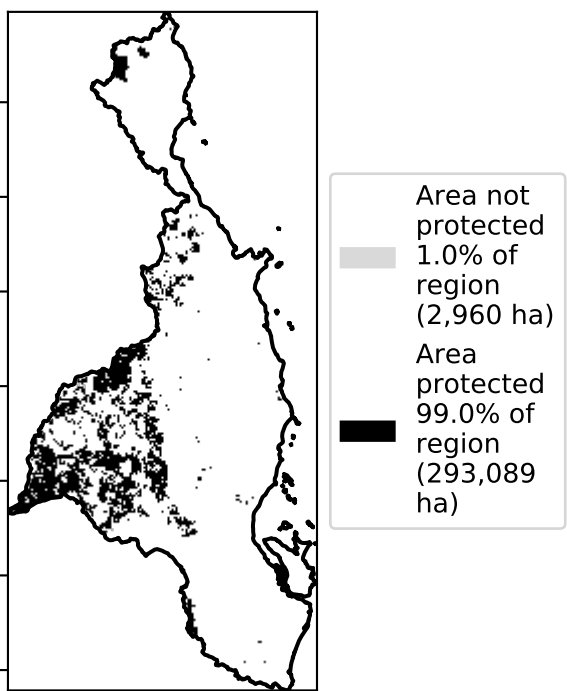 Area not
protected
1.0% of
region
(2,960 ha)
Area
protected
99.0% of
region
(293,089
ha)